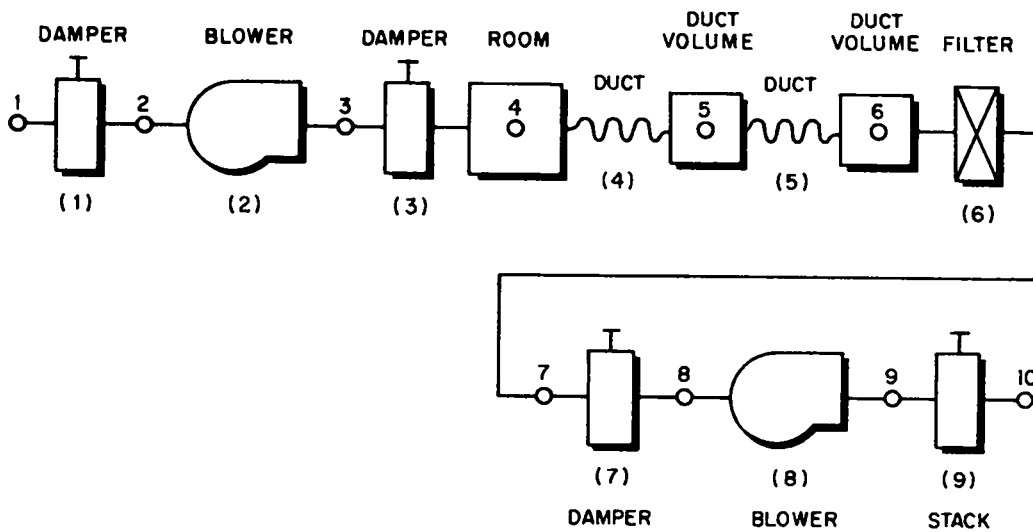 DAMPER BLOWER DAMPER ROOM DUCT VOLUME DUCT VOLUME FILTER
DUCT DUCT
1 2 3 4 5 6
(1) (2) (3) (4) (5) (6)
7 8 9 10
(7) (8) (9)
DAMPER BLOWER STACK